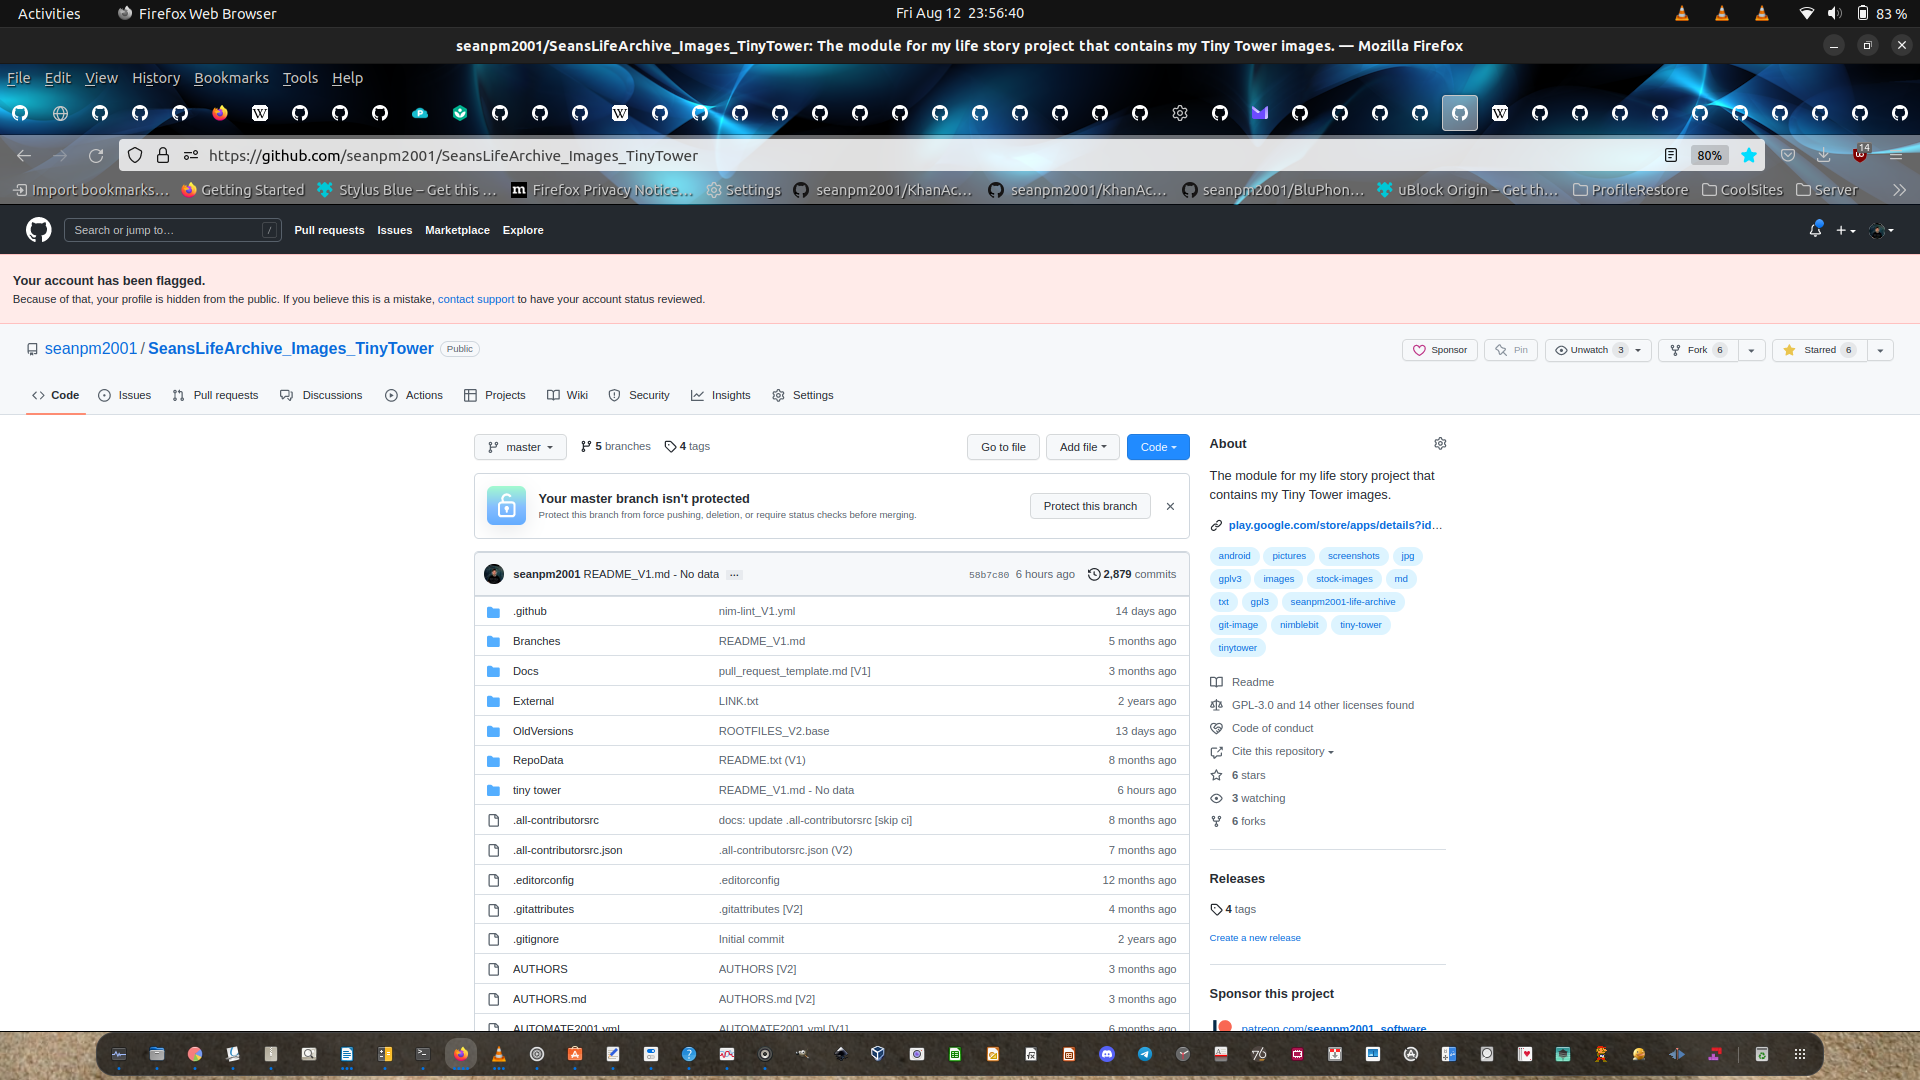 Activities
Firefox Web Browser
Fri Aug 12 23:56:40
83 %
seanpm2001/SeansLifeArchive_Images_TinyTower: The module for my life story project that contains my Tiny Tower images. — Mozilla Firefox
File Edit View History Bookmarks Tools Help
https://github.com/seanpm2001/SeansLifeArchive_Images_TinyTower
80%
14
Import bookmarks…
Getting Started
Stylus Blue – Get this …
Firefox Privacy Notice…
Settings
seanpm2001/KhanAc…
seanpm2001/KhanAc…
seanpm2001/BluPhon…
uBlock Origin – Get th…
ProfileRestore
CoolSites
Server
Search or jump to…
/
Pull requests Issues Marketplace Explore
Your account has been flagged.
Because of that, your profile is hidden from the public. If you believe this is a mistake, contact support to have your account status reviewed.
seanpm2001 / SeansLifeArchive_Images_TinyTower Public
Sponsor
Pin
Unwatch 3
Fork 6
Starred 6
Code Issues Pull requests Discussions Actions Projects Wiki Security Insights Settings
master
5 branches
4 tags
Go to file
Add file
Code
Your master branch isn't protected
Protect this branch from force pushing, deletion, or require status checks before merging.
Protect this branch
seanpm2001 README_V1.md - No data ...
58b7c80 6 hours ago 2,879 commits
.github nim-lint_V1.yml 14 days ago
Branches README_V1.md 5 months ago
Docs pull_request_template.md [V1] 3 months ago
External LINK.txt 2 years ago
OldVersions ROOTFILES_V2.base 13 days ago
RepoData README.txt (V1) 8 months ago
tiny tower README_V1.md - No data 6 hours ago
.all-contributorsrc docs: update .all-contributorsrc [skip ci] 8 months ago
.all-contributorsrc.json .all-contributorsrc.json (V2) 7 months ago
.editorconfig .editorconfig 12 months ago
.gitattributes .gitattributes [V2] 4 months ago
.gitignore Initial commit 2 years ago
AUTHORS AUTHORS [V2] 3 months ago
AUTHORS.md AUTHORS.md [V2] 3 months ago
AUTOMATE2001.yml AUTOMATE2001.yml [V1] 6 months ago
About
The module for my life story project that
contains my Tiny Tower images.
play.google.com/store/apps/details?id…
android pictures screenshots jpg
gplv3 images stock-images md
txt gpl3 seanpm2001-life-archive
git-image nimblebit tiny-tower
tinytower
Readme
GPL-3.0 and 14 other licenses found
Code of conduct
Cite this repository
6 stars
3 watching
6 forks
Releases
4 tags
Create a new release
Sponsor this project
patreon.com/seanpm2001_software